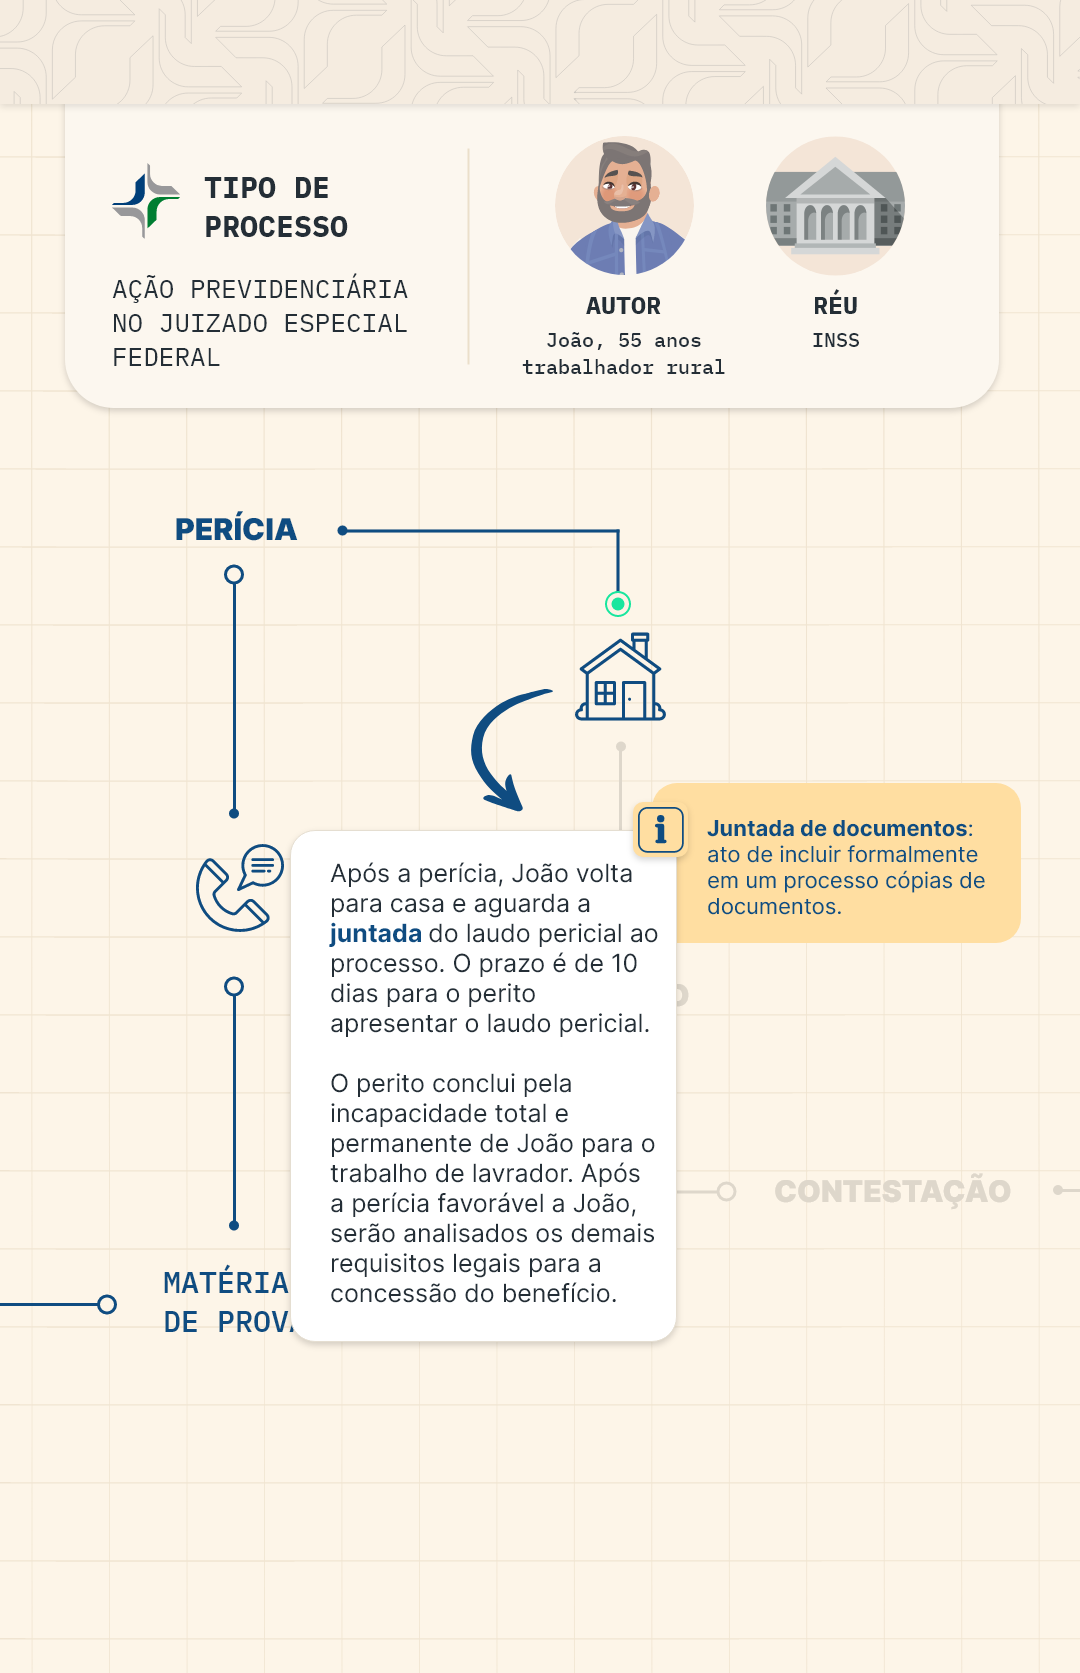 TIPO DE
PROCESSO
AÇÃO PREVIDENCIÁRIA
NO JUIZADO ESPECIAL
FEDERAL
AUTOR
João, 55 anos
trabalhador rural
RÉU
INSS
PERÍCIA
Juntada de documentos:
ato de incluir formalmente
em um processo cópias de
documentos.
Após a perícia, João volta
para casa e aguarda a
juntada do laudo pericial ao
processo. O prazo é de 10
dias para o perito
apresentar o laudo pericial.
O perito conclui pela
incapacidade total e
permanente de João para o
trabalho de lavrador. Após
a perícia favorável a João,
serão analisados os demais
requisitos legais para a
concessão do benefício.
CONTESTAÇÃO
MATÉRIA
DE